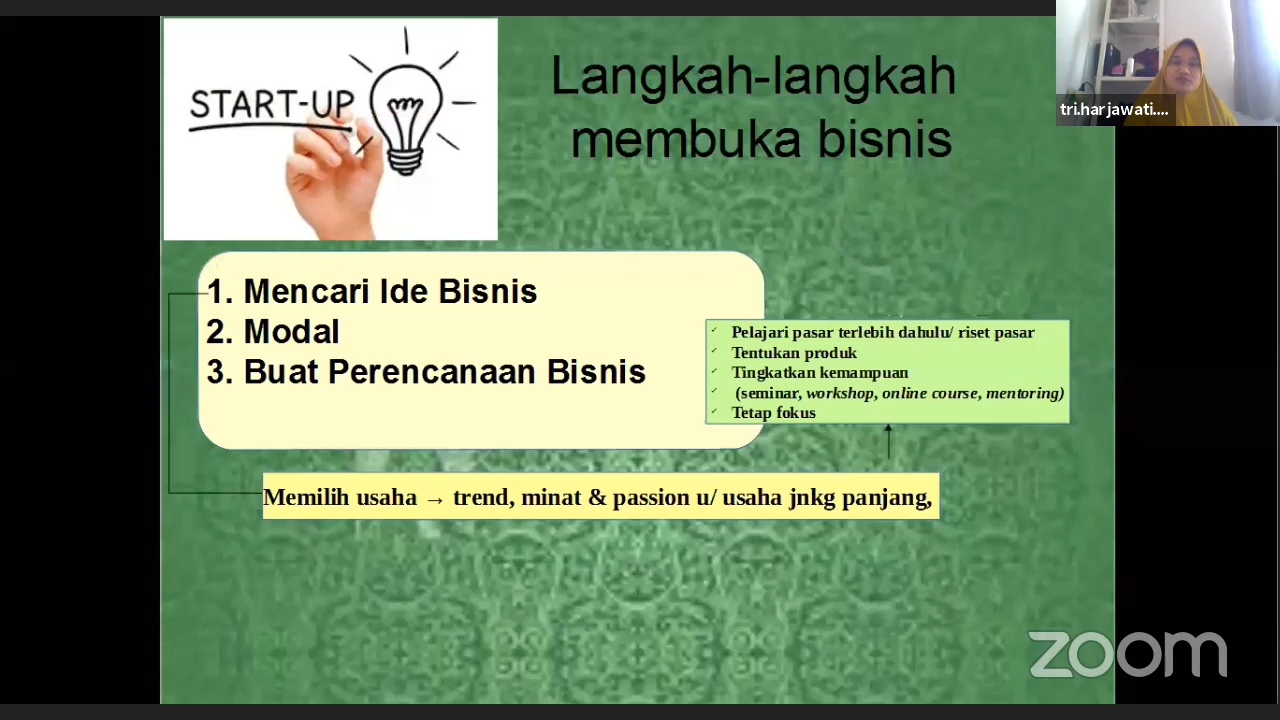 START-UP
Langkah-langkah
membuka bisnis
tri.harjawati....
1. Mencari Ide Bisnis
2. Modal
3. Buat Perencanaan Bisnis
✓ Pelajari pasar terlebih dahulu/ riset pasar
✓ Tentukan produk
✓ Tingkatkan kemampuan
✓ (seminar, workshop, online course, mentoring)
✓ Tetap fokus
Memilih usaha → trend, minat & passion u/ usaha jnkg panjang,
zoom